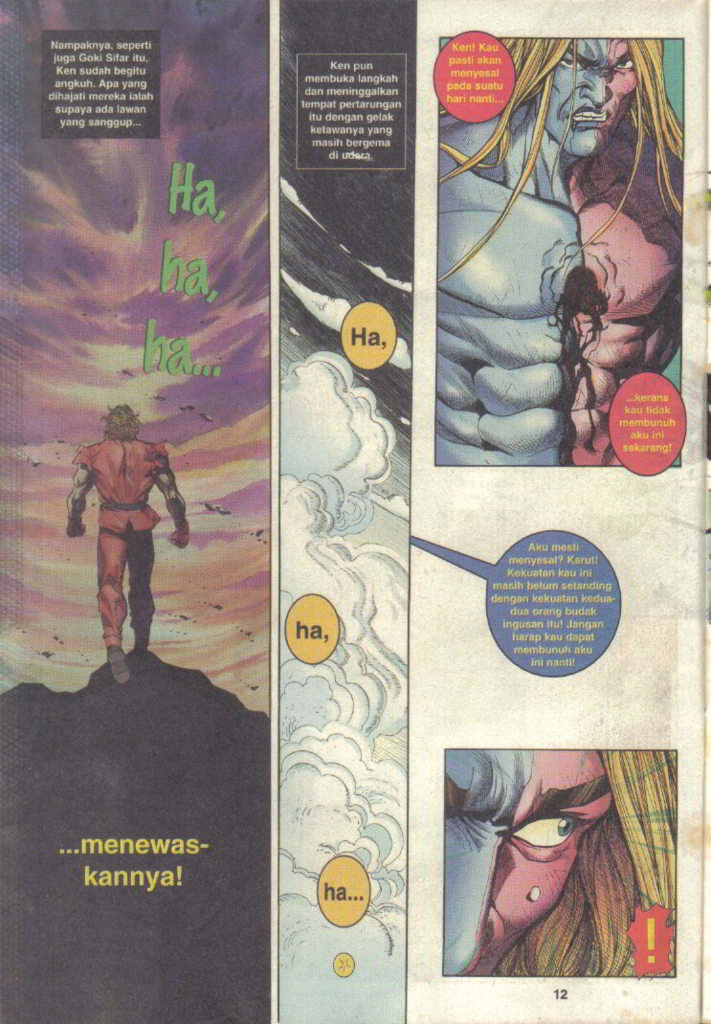 Ken! Kau
pasti akan
menyesal
pada suatu
hari nanti...
...kerana
kau tidak
membunuh
aku ini
sekarang!
Aku mesti
menyesal? Karut!
Kekuatan kau ini
masih belum setanding
dengan kekuatan kedua-
dua orang budak
ingusan itu! Jangan
harap kau dapat
membunuh aku
ini nanti!
!
Ken pun
membuka langkah
dan meninggalkan
tempat pertarungan
itu dengan gelak
ketawanya yang
masih bergema
di udara...
Ha,
ha,
ha...
Nampaknya, seperti
juga Goki Sifar itu,
Ken sudah begitu
angkuh. Apa yang
dihajati mereka ialah
supaya ada lawan
yang sanggup...
Ha,
ha,
ha...
...menewas-
kannya!
12